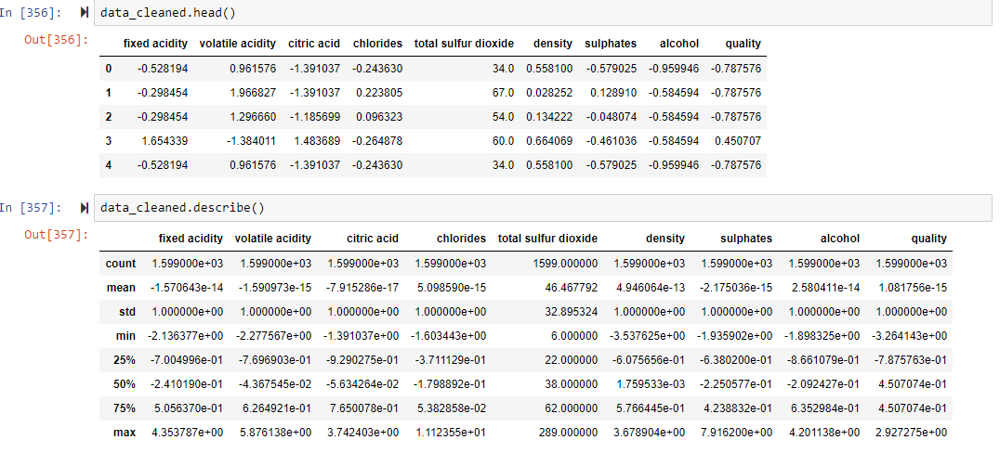 In [356]: data_cleaned.head()
Out[356]:
fixed acidity volatile acidity citric acid chlorides total sulfur dioxide density sulphates alcohol quality
0 -0.528194 0.961576 -1.391037 -0.243630 34.0 0.558100 -0.579025 -0.959946 -0.787576
1 -0.298454 1.966827 -1.391037 0.223805 67.0 0.028252 0.128910 -0.584594 -0.787576
2 -0.298454 1.296660 -1.185699 0.096323 54.0 0.134222 -0.048074 -0.584594 -0.787576
3 1.654339 -1.384011 1.483689 -0.264878 60.0 0.664069 -0.461036 -0.584594 0.450707
4 -0.528194 0.961576 -1.391037 -0.243630 34.0 0.558100 -0.579025 -0.959946 -0.787576
In [357]: data_cleaned.describe()
Out[357]:
fixed acidity volatile acidity citric acid chlorides total sulfur dioxide density sulphates alcohol quality
count 1.599000e+03 1.599000e+03 1.599000e+03 1.599000e+03 1599.000000 1.599000e+03 1.599000e+03 1.599000e+03 1.599000e+03
mean -1.570643e-14 -1.590973e-15 -7.915286e-17 5.098590e-15 46.467792 4.946064e-13 -2.175036e-15 2.580411e-14 1.081756e-15
std 1.000000e+00 1.000000e+00 1.000000e+00 1.000000e+00 32.895324 1.000000e+00 1.000000e+00 1.000000e+00 1.000000e+00
min -2.136377e+00 -2.277567e+00 -1.391037e+00 -1.603443e+00 6.000000 -3.537625e+00 -1.935902e+00 -1.898325e+00 -3.264143e+00
25% -7.004996e-01 -7.696903e-01 -9.290275e-01 -3.711129e-01 22.000000 -6.075656e-01 -6.380200e-01 -8.661079e-01 -7.875763e-01
50% -2.410190e-01 -4.367545e-02 -5.634264e-02 -1.798892e-01 38.000000 1.759533e-03 -2.250577e-01 -2.092427e-01 4.507074e-01
75% 5.056370e-01 6.264921e-01 7.650078e-01 5.382858e-02 62.000000 5.766445e-01 4.238832e-01 6.352984e-01 4.507074e-01
max 4.353787e+00 5.876138e+00 3.742403e+00 1.112355e+01 289.000000 3.678904e+00 7.916200e+00 4.201138e+00 2.927275e+00